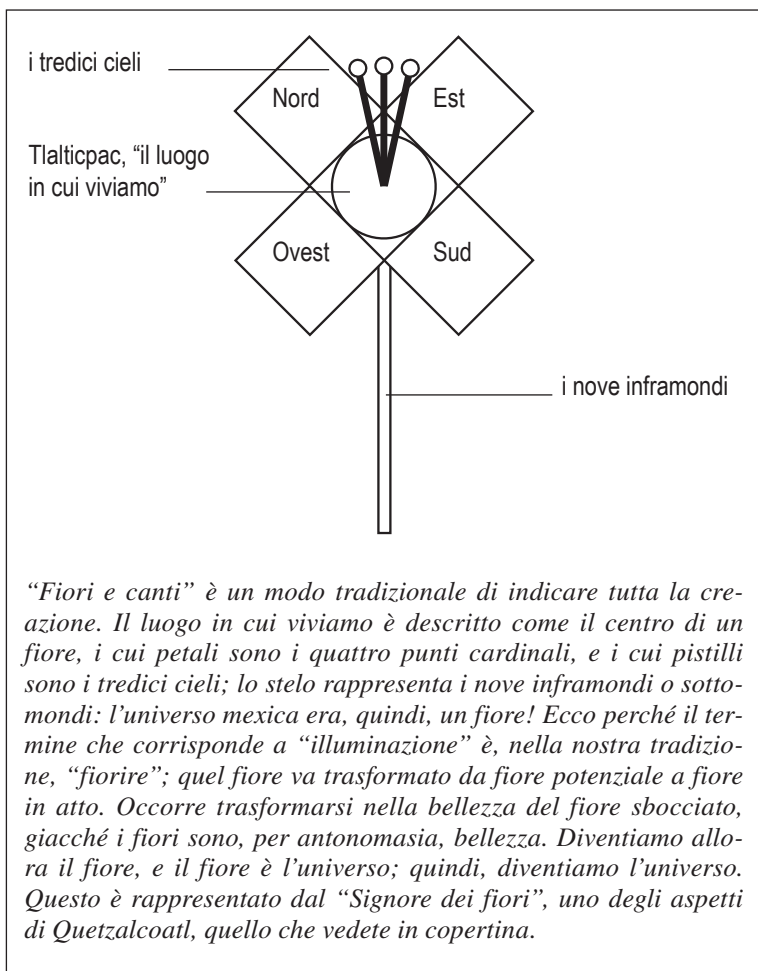 i tredici cieli
Nord
Est
Tlalticpac, “il luogo
in cui viviamo”
Ovest
Sud
i nove inframondi
“Fiori e canti” è un modo tradizionale di indicare tutta la cre-
azione. Il luogo in cui viviamo è descritto come il centro di un
fiore, i cui petali sono i quattro punti cardinali, e i cui pistilli
sono i tredici cieli; lo stelo rappresenta i nove inframondi o sotto-
mondi: l'universo mexica era, quindi, un fiore! Ecco perché il ter-
mine che corrisponde a “illuminazione” è, nella nostra tradizio-
ne, “fiorire”; quel fiore va trasformato da fiore potenziale a fiore
in atto. Occorre trasformarsi nella bellezza del fiore sbocciato,
giacché i fiori sono, per antonomasia, bellezza. Diventiamo allo-
ra il fiore, e il fiore è l'universo; quindi, diventiamo l'universo.
Questo è rappresentato dal “Signore dei fiori”, uno degli aspetti
di Quetzalcoatl, quello che vedete in copertina.